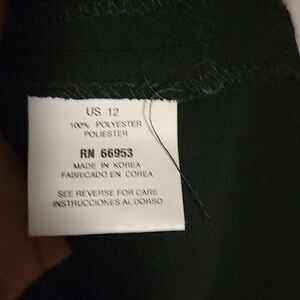 US 12
100% POLYESTER
POLIESTER
RN 66953
MADE IN KOREA
FABRICADO EN COREA
SEE REVERSE FOR CARE
INSTRUCCIONES AL DORSO